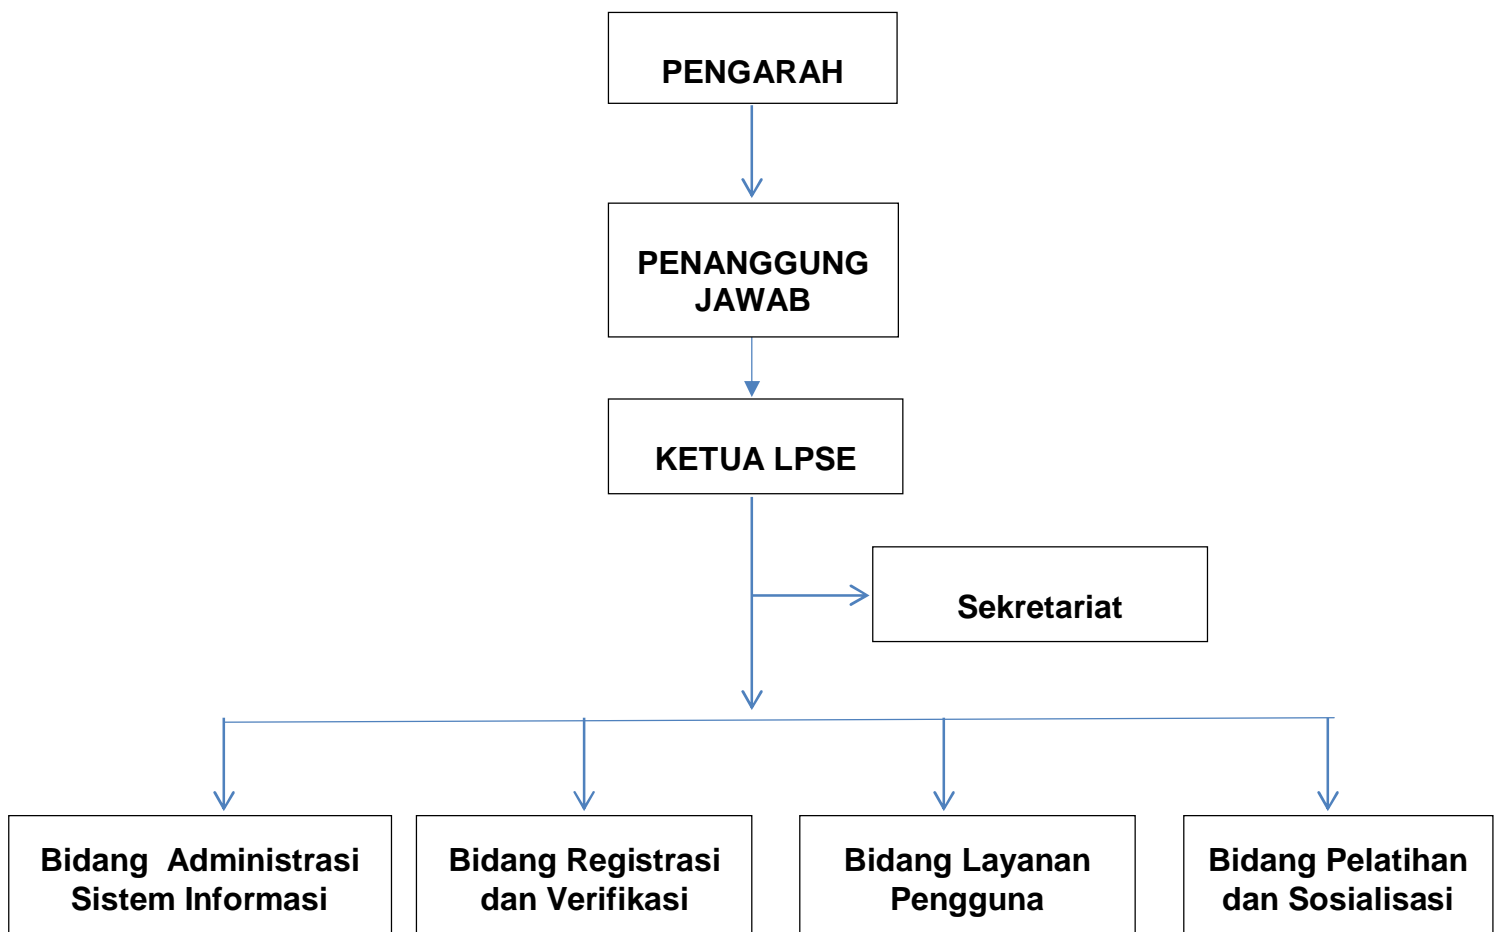 PENGARAH
PENANGGUNG
JAWAB
KETUA LPSE
Sekretariat
Bidang  Administrasi
Sistem Informasi
Bidang Registrasi
dan Verifikasi
Bidang Layanan
Pengguna
Bidang Pelatihan
dan Sosialisasi